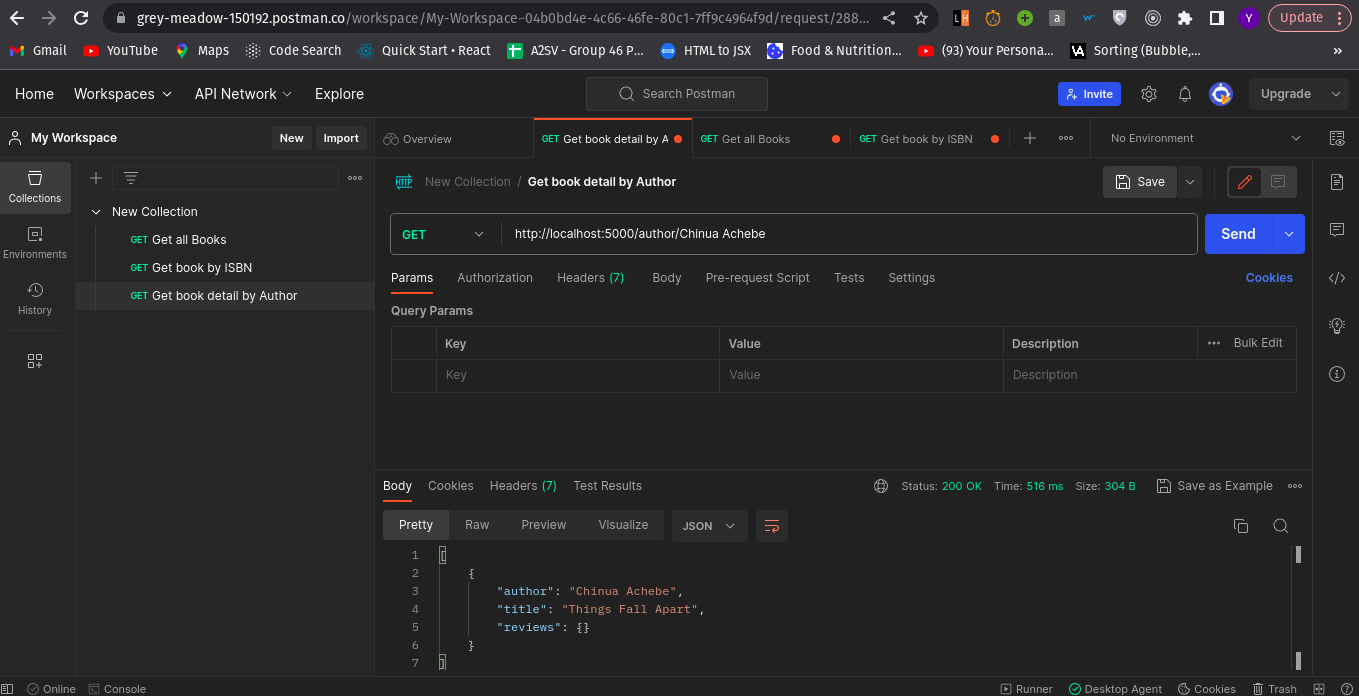 grey-meadow-150192.postman.co/workspace/My-Workspace~04b0bd4e-4c66-46fe-80c1-7ff9c4964f9d/request/288...
LH a Y Update
Gmail YouTube Maps Code Search Quick Start • React A2SV - Group 46 P... HTML to JSX Food & Nutrition... (93) Your Persona... VA Sorting (Bubble,... »
Home Workspaces API Network Explore Search Postman Invite Upgrade
My Workspace New Import Overview GET Get book detail by A GET Get all Books GET Get book by ISBN No Environment
Collections
Environments
History
New Collection
GET Get all Books
GET Get book by ISBN
GET Get book detail by Author
HTTP New Collection / Get book detail by Author Save
GET http://localhost:5000/author/Chinua Achebe Send
Params Authorization Headers (7) Body Pre-request Script Tests Settings Cookies
Query Params
Key Value Description Bulk Edit
Key Value Description
Body Cookies Headers (7) Test Results Status: 200 OK Time: 516 ms Size: 304 B Save as Example
Pretty Raw Preview Visualize JSON
1 [
2 {
3 "author": "Chinua Achebe",
4 "title": "Things Fall Apart",
5 "reviews": {}
6 }
7 ]
Online Console Runner Desktop Agent Cookies Trash